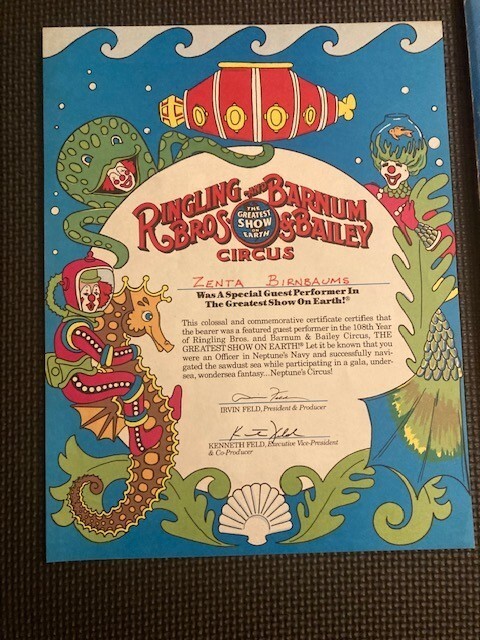 RINGLING AND BARNUM
BROS & BAILEY
THE
GREATEST
SHOW
ON
EARTH
CIRCUS
ZENTA BIRNBAUMS
Was A Special Guest Performer In
The Greatest Show On Earth!®
This colossal and commemorative certificate certifies that
the bearer was a featured guest performer in the 108th Year
of Ringling Bros. and Barnum & Bailey Circus, THE
GREATEST SHOW ON EARTH!® Let it be known that you
were an Officer in Neptune's Navy and successfully navi-
gated the sawdust sea while participating in a gala, under-
sea, wondersea fantasy...Neptune's Circus!
IRVIN FELD, President & Producer
KENNETH FELD, Executive Vice-President
& Co-Producer